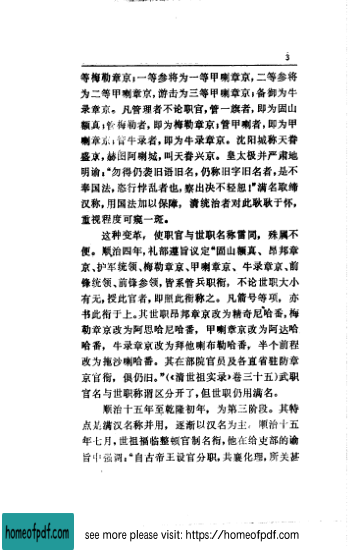 3
等梅勒章京；一等参将为一等甲喇章京，二等参将
为二等甲喇章京，游击为三等甲喇章京；备御为牛
录章京。凡管理者不论职官，管一旗者，即为固山
额真；管梅勒者，即为梅勒章京；管甲喇者，即为甲喇
章京；管牛录者，即为牛录章京。沈阳城称天眷
盛京，赫图阿喇城，叫天眷兴京。皇太极并严肃地
明谕：“勿得仍袭旧语旧名，仍称旧字旧名者，是不
奉国法，恣行悖乱者也，察出决不轻恕！”满名取缔
汉称，用国法加以保障，清统治者对此耿耿于怀，
重视程度可窥一斑。
这种变革，使职官与世职名称雷同，殊属不
便。顺治四年，礼部遵旨议定“固山额真、昂邦章
京、护军统领、梅勒章京、甲喇章京、牛录章京、前
锋统领、前锋参领，皆系管兵职衔，不论世职大小
有无，授此官者，即照此衔称之。凡箭号等项，亦
书此衔于上。其世职昂邦章京改为精奇尼哈番，梅
勒章京改为阿思哈尼哈番，甲喇章京改为阿达哈
哈番，牛录章京改为拜他喇布勒哈番，半个前程
改为拖沙喇哈番。其在部院官员及各直省驻防章
京官衔，俱仍旧。”（《清世祖实录》卷三十五）武职
官名与世职称谓区分开了，但世职仍用满名。
顺治十五年至乾隆初年，为第三阶段。其特
点是满汉名称并用，逐渐以汉名为主。顺治十五
年七月，世祖福临整顿官制名衔，他在给吏部的谕
旨中强调：“自古帝王设官分职，共襄化理，所关甚
homeofpdf.com
see more please visit: https://homeofpdf.com